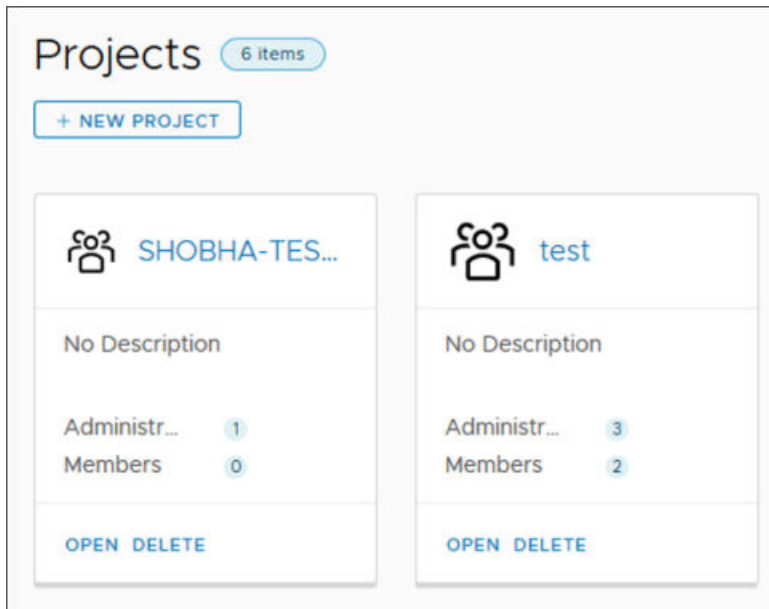 Projects 6 items
+ NEW PROJECT
SHOBHA-TES...
No Description
Administr... 1
Members 0
OPEN DELETE
test
No Description
Administr... 3
Members 2
OPEN DELETE